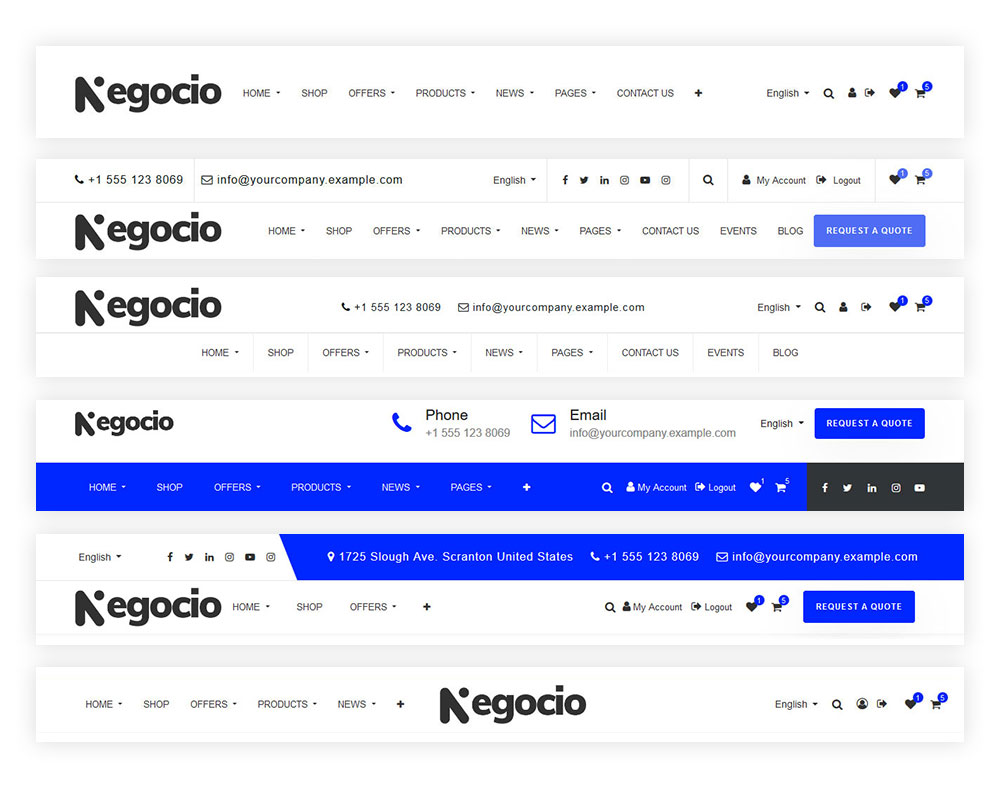 Negocio HOME SHOP OFFERS PRODUCTS NEWS PAGES CONTACT US + English 1 5
+1 555 123 8069 info@yourcompany.example.com English My Account Logout 1 5
Negocio HOME SHOP OFFERS PRODUCTS NEWS PAGES CONTACT US EVENTS BLOG REQUEST A QUOTE
Negocio +1 555 123 8069 info@yourcompany.example.com English 1 5
HOME SHOP OFFERS PRODUCTS NEWS PAGES CONTACT US EVENTS BLOG
Negocio Phone Email English REQUEST A QUOTE
+1 555 123 8069 info@yourcompany.example.com
HOME SHOP OFFERS PRODUCTS NEWS PAGES + My Account Logout 1 5
English 1725 Slough Ave. Scranton United States +1 555 123 8069 info@yourcompany.example.com
Negocio HOME SHOP OFFERS + My Account Logout 1 5 REQUEST A QUOTE
HOME SHOP OFFERS PRODUCTS NEWS + Negocio English 1 5